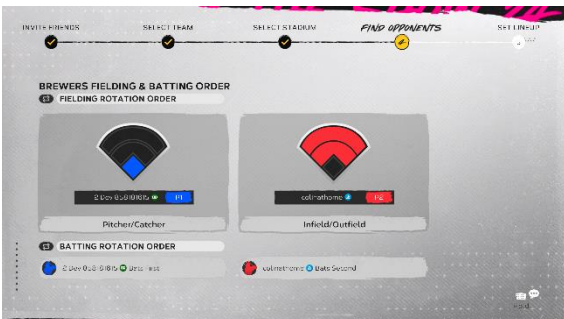 INVITE FRIENDS
SELECT TEAM
SELECT STADIUM
FIND OPPONENTS
SET LINEUP
BREWERS FIELDING & BATTING ORDER
FIELDING ROTATION ORDER
P1
colinathome
P2
Pitcher/Catcher
Infield/Outfield
BATTING ROTATION ORDER
colinathome Bats Second